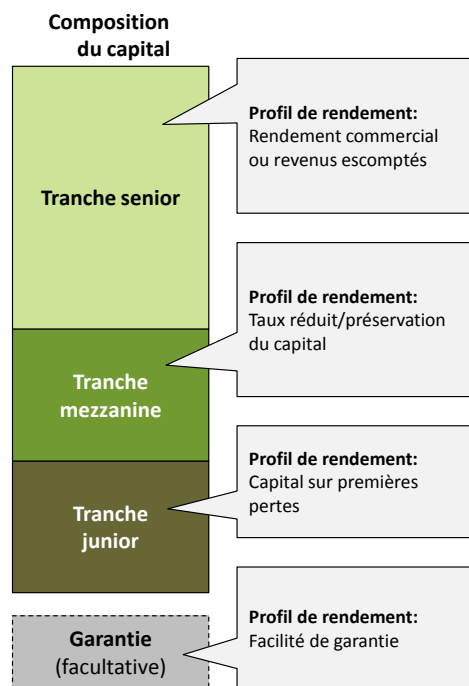 Composition
du capital
Profil de rendement:
Rendement commercial
ou revenus escomptés
Tranche senior
Profil de rendement:
Taux réduit/préservation
du capital
Tranche
mezzanine
Profil de rendement:
Capital sur premières
pertes
Tranche
junior
Profil de rendement:
Facilité de garantie
Garantie
(facultative)